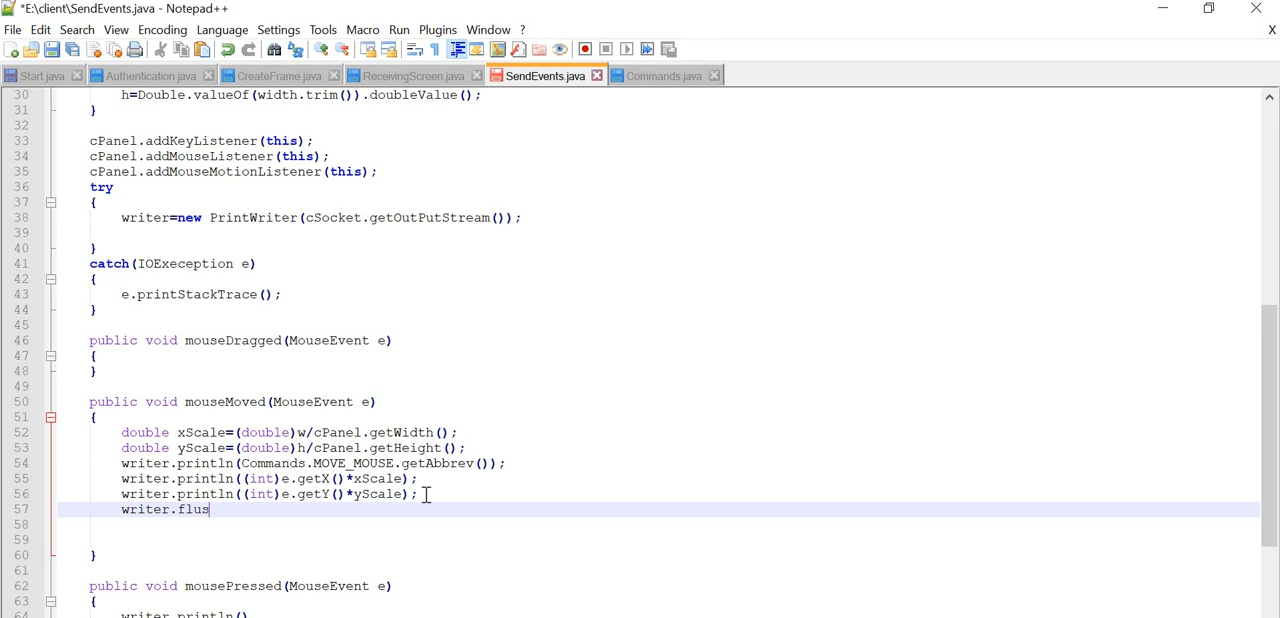 *E:\client\SendEvents.java - Notepad++
File Edit Search View Encoding Language Settings Tools Macro Run Plugins Window ? X
Start.java Authentication.java CreateFrame.java ReceivingScreen.java SendEvents.java Commands.java
30 h=Double.valueOf(width.trim()).doubleValue();
31 }
32
33 cPanel.addKeyListener(this);
34 cPanel.addMouseListener(this);
35 cPanel.addMouseMotionListener(this);
36 try
37 {
38 writer=new PrintWriter(cSocket.getOutPutStream());
39
40 }
41 catch(IOExeception e)
42 {
43 e.printStackTrace();
44 }
45
46 public void mouseDragged(MouseEvent e)
47 {
48 }
49
50 public void mouseMoved(MouseEvent e)
51 {
52 double xScale=(double)w/cPanel.getWidth();
53 double yScale=(double)h/cPanel.getHeight();
54 writer.println(Commands.MOVE_MOUSE.getAbbrev());
55 writer.println((int)e.getX()*xScale);
56 writer.println((int)e.getY()*yScale);
57 writer.flus
58
59
60 }
61
62 public void mousePressed(MouseEvent e)
63 {
64 writer.println()